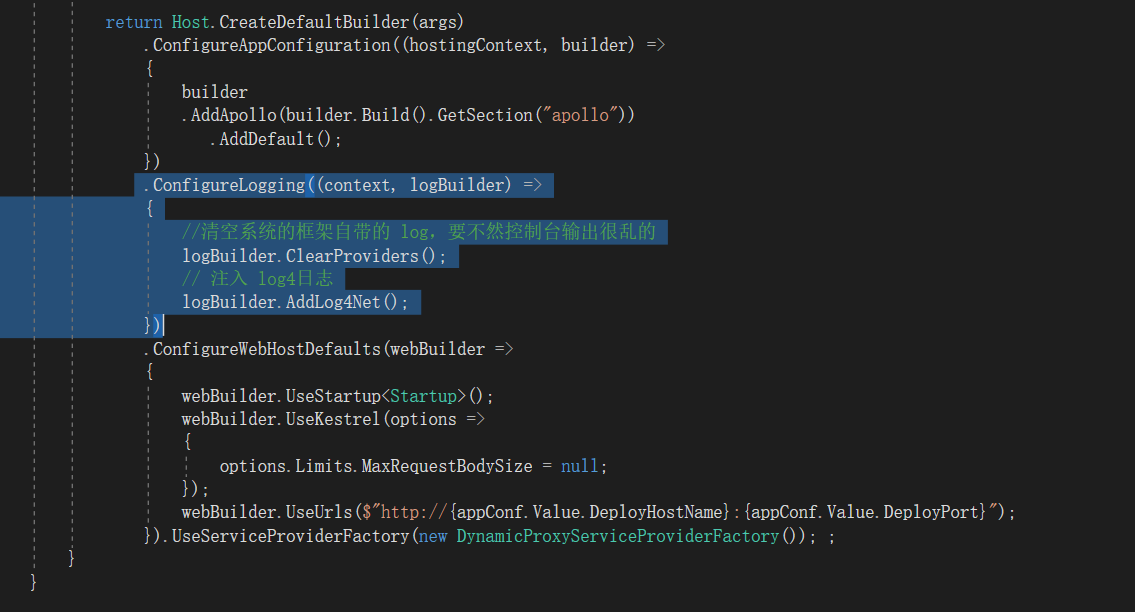 return Host.CreateDefaultBuilder(args)
.ConfigureAppConfiguration((hostingContext, builder) =>
{
builder
.AddApollo(builder.Build().GetSection("apollo"))
.AddDefault();
})
.ConfigureLogging((context, logBuilder) =>
{
//清空系统的框架自带的 log，要不然控制台输出很乱的
logBuilder.ClearProviders();
// 注入 log4日志
logBuilder.AddLog4Net();
})
.ConfigureWebHostDefaults(webBuilder =>
{
webBuilder.UseStartup<Startup>();
webBuilder.UseKestrel(options =>
{
options.Limits.MaxRequestBodySize = null;
});
webBuilder.UseUrls($"http://{appConf.Value.DeployHostName}:{appConf.Value.DeployPort}");
}).UseServiceProviderFactory(new DynamicProxyServiceProviderFactory()); ;
}
}